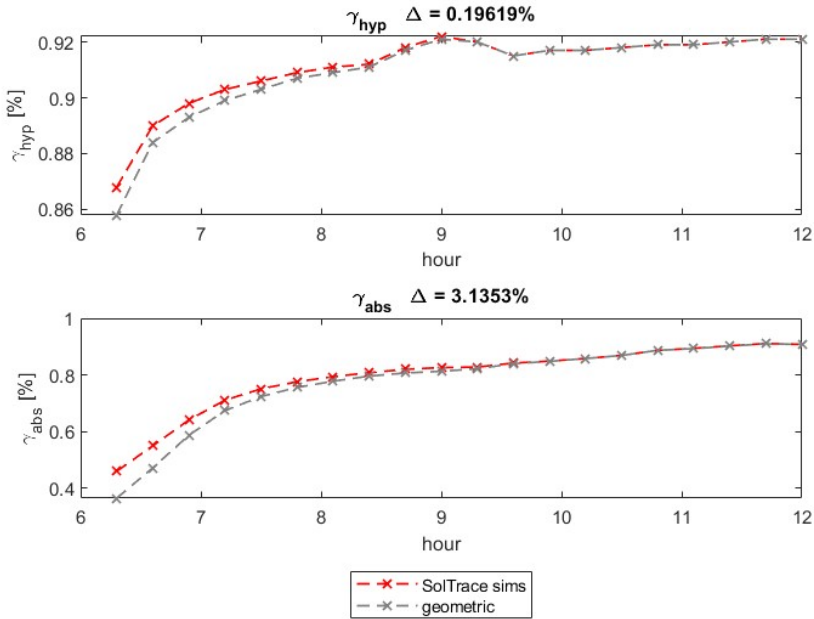 γhyp Δ = 0.19619%
0.92
0.9
0.88
0.86
γhyp [%]
6 7 8 9 10 11 12
hour
γabs Δ = 3.1353%
1
0.8
0.6
0.4
γabs [%]
6 7 8 9 10 11 12
hour
SolTrace sims
geometric